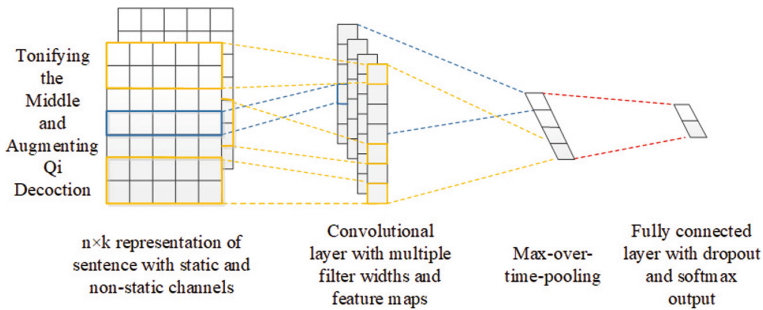 Tonifying
the
Middle
and
Augmenting
Qi
Decoction
n×k representation of
sentence with static and
non-static channels
Convolutional
layer with multiple
filter widths and
feature maps
Max-over-
time-pooling
Fully connected
layer with dropout
and softmax
output